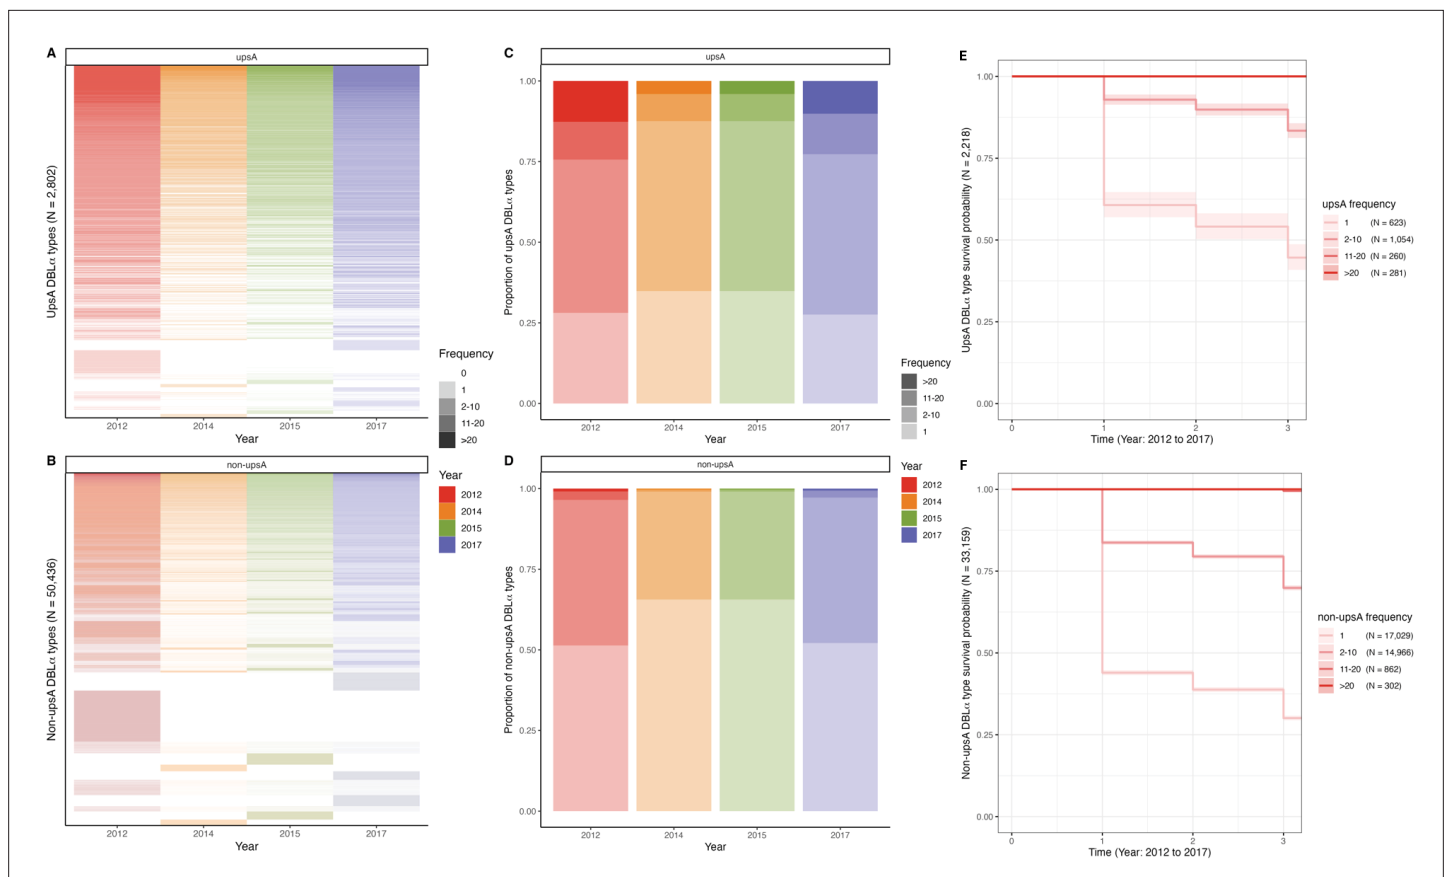 A
upsA
UpsA DBLα types (N = 2,802)
2012
2014
2015
2017
Year
Frequency
0
1
2-10
11-20
>20
B
non-upsA
Non-upsA DBLα types (N = 50,436)
2012
2014
2015
2017
Year
Year
2012
2014
2015
2017
C
upsA
Proportion of upsA DBLα types
1.00
0.75
0.50
0.25
0.00
2012
2014
2015
2017
Year
Frequency
>20
11-20
2-10
1
D
non-upsA
Proportion of non-upsA DBLα types
1.00
0.75
0.50
0.25
0.00
2012
2014
2015
2017
Year
Year
2012
2014
2015
2017
E
UpsA DBLα type survival probability (N = 2,218)
1.00
0.75
0.50
0.25
0.00
0
1
2
3
Time (Year: 2012 to 2017)
upsA frequency
1 (N = 623)
2-10 (N = 1,054)
11-20 (N = 260)
>20 (N = 281)
F
Non-upsA DBLα type survival probability (N = 33,159)
1.00
0.75
0.50
0.25
0.00
0
1
2
3
Time (Year: 2012 to 2017)
non-upsA frequency
1 (N = 17,029)
2-10 (N = 14,966)
11-20 (N = 862)
>20 (N = 302)